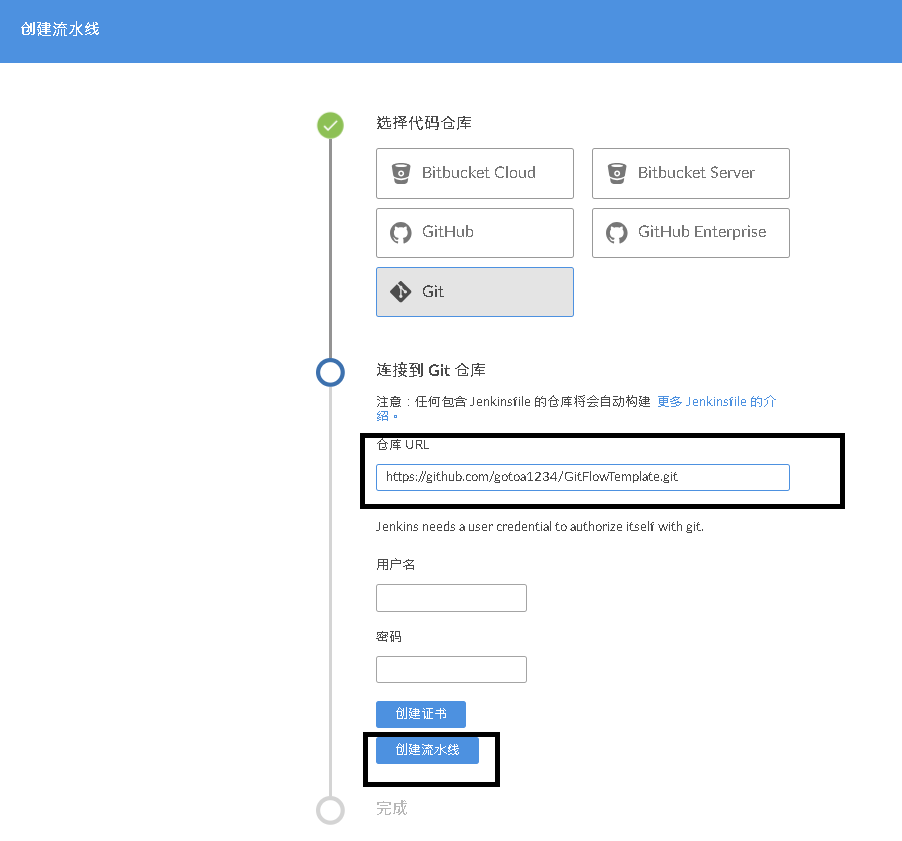 创建流水线
选择代码仓库
Bitbucket Cloud
Bitbucket Server
GitHub
GitHub Enterprise
Git
连接到 Git 仓库
注意：任何包含 Jenkinsfile 的仓库将会自动构建 更多 Jenkinsfile 的介
绍。
仓库 URL
https://github.com/gotoa1234/GitFlowTemplate.git
Jenkins needs a user credential to authorize itself with git.
用户名
密码
创建证书
创建流水线
完成